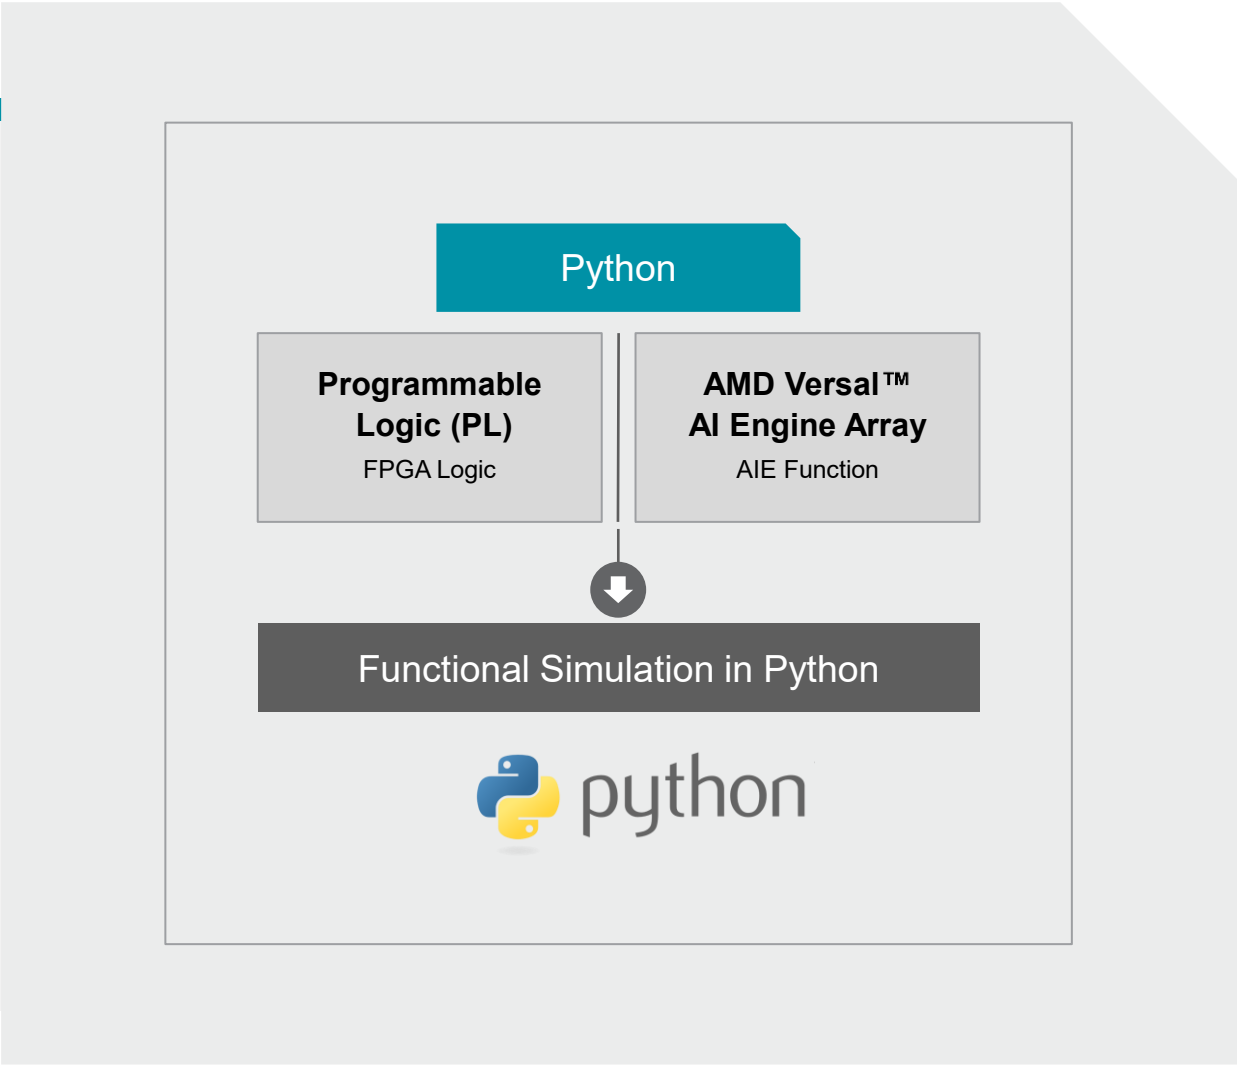 Python
Programmable
Logic (PL)
FPGA Logic
AMD Versal™
AI Engine Array
AIE Function
Functional Simulation in Python
python